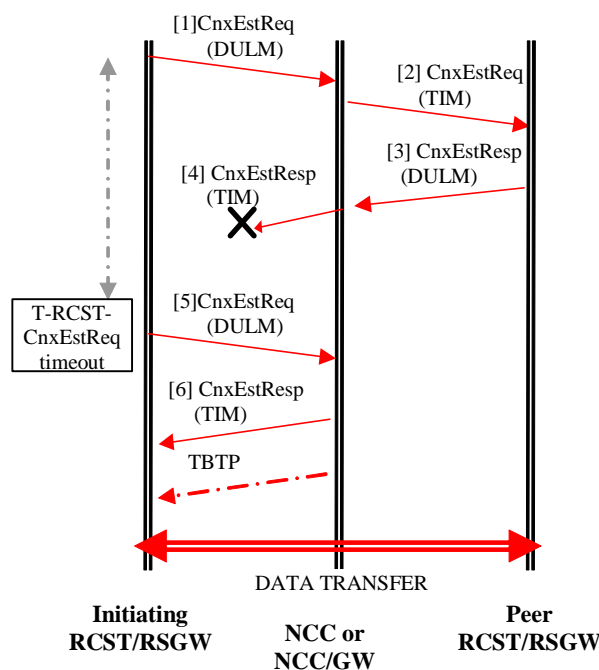 [1]CnxEstReq
(DULM)
[2] CnxEstReq
(TIM)
[3] CnxEstResp
(DULM)
[4] CnxEstResp
(TIM)
T-RCST-
CnxEstReq
timeout
[5]CnxEstReq
(DULM)
[6] CnxEstResp
(TIM)
TBTP
DATA TRANSFER
Initiating
RCST/RSGW
NCC or
NCC/GW
Peer
RCST/RSGW